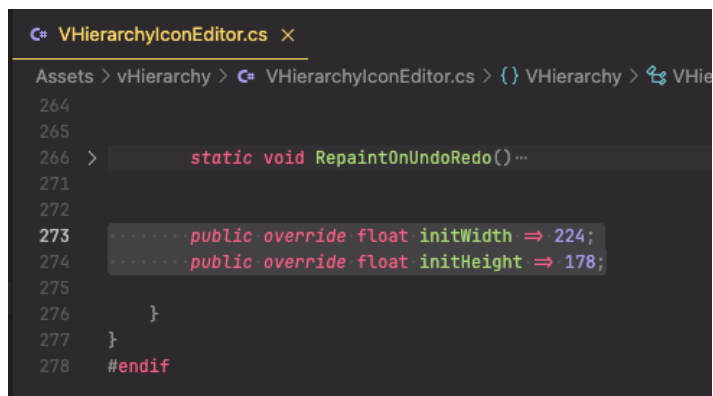 C# VHierarchyIconEditor.cs ×
Assets > vHierarchy > C# VHierarchyIconEditor.cs > {} VHierarchy > VHie
264
265
266 > static void RepaintOnUndoRedo()⋯
271
272
273 public override float initWidth => 224;
274 public override float initHeight => 178;
275
276 }
277 }
278 #endif